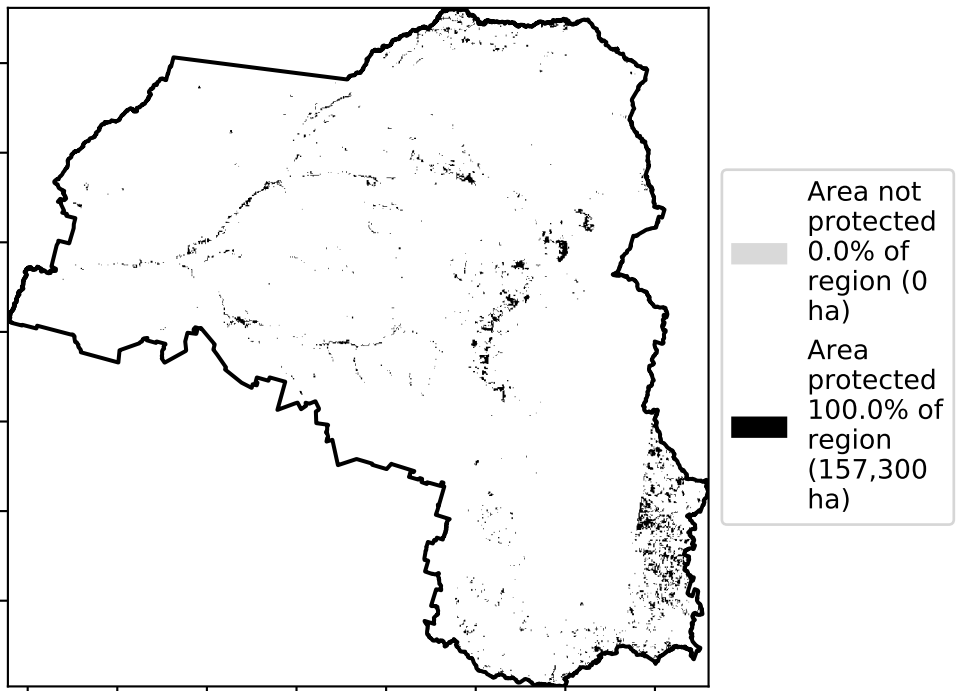 Area not
protected
0.0% of
region (0
ha)
Area
protected
100.0% of
region
(157,300
ha)